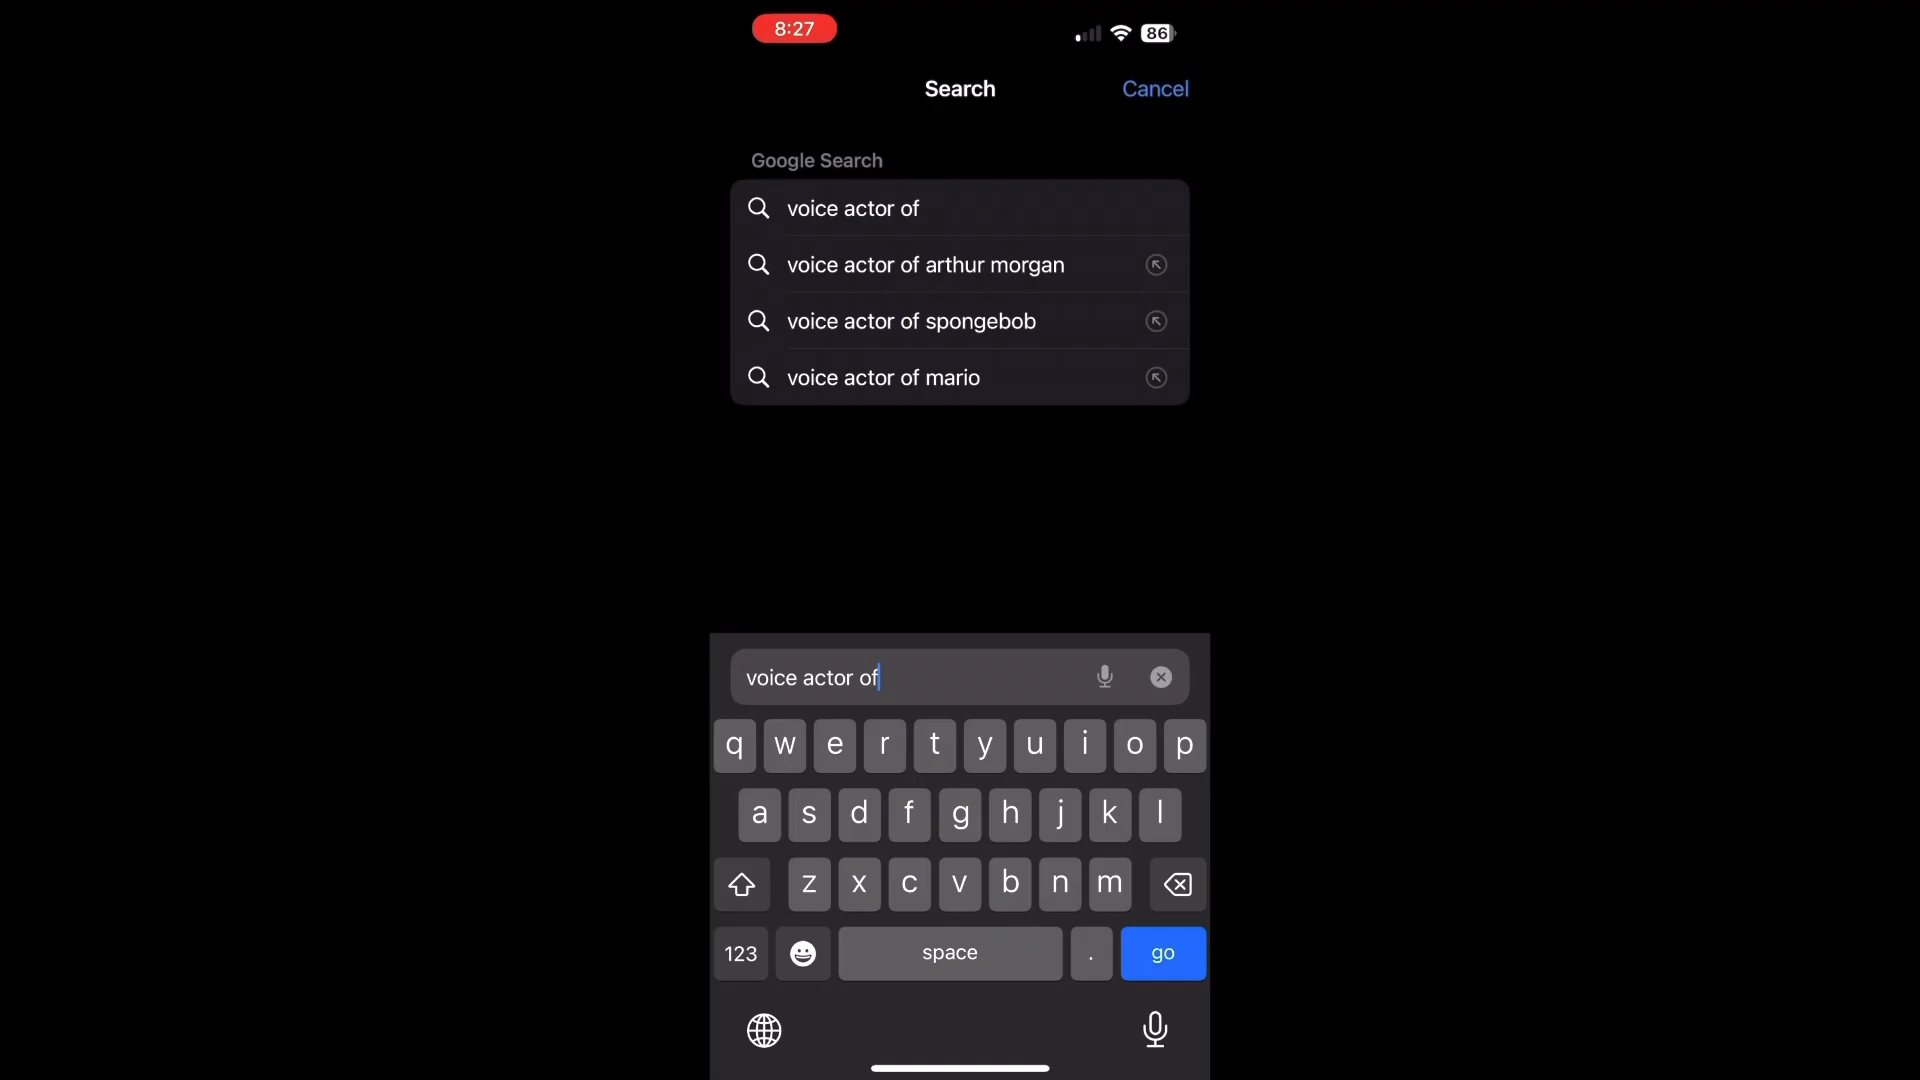 8:27
86
Search
Cancel
Google Search
voice actor of
voice actor of arthur morgan
voice actor of spongebob
voice actor of mario
voice actor of
q w e r t y u i o p
a s d f g h j k l
z x c v b n m
123 space . go